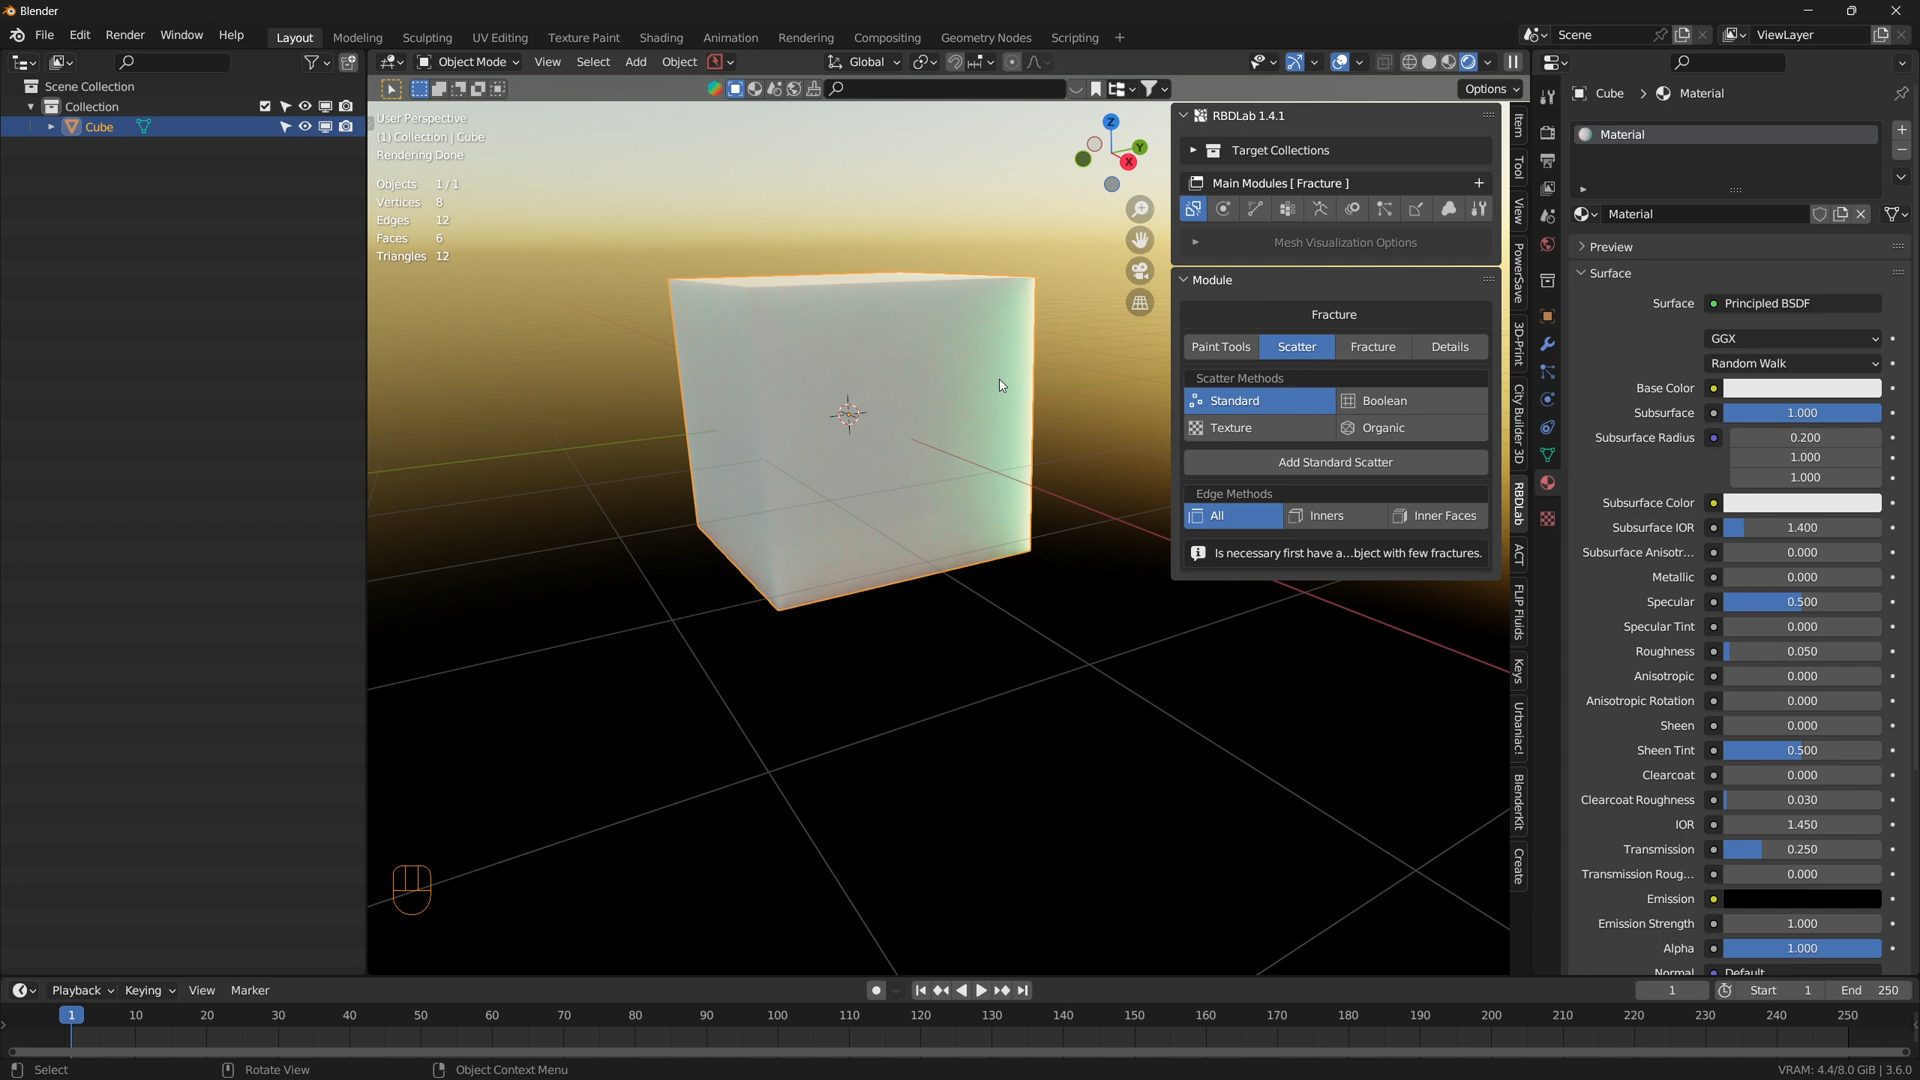 Blender
File Edit Render Window Help Layout Modeling Sculpting UV Editing Texture Paint Shading Animation Rendering Compositing Geometry Nodes Scripting + Scene ViewLayer
Object Mode View Select Add Object Global
Options
Scene Collection
Collection
Cube
User Perspective
(1) Collection | Cube
Rendering Done
Objects 1/1
Vertices 8
Edges 12
Faces 6
Triangles 12
Z
Y
X
RBDLab 1.4.1
Target Collections
Main Modules [ Fracture ] +
Mesh Visualization Options
Module
Fracture
Paint Tools Scatter Fracture Details
Scatter Methods
Standard Boolean
Texture Organic
Add Standard Scatter
Edge Methods
All Inners Inner Faces
Is necessary first have a...bject with few fractures.
Item
Tool
View
PowerSave
3D-Print
City Builder 3D
RBDLab
ACT
FLIP Fluids
Keys
Urbaniac!
BlenderKit
Create
Cube > Material
Material
Material
Preview
Surface
Surface Principled BSDF
GGX
Random Walk
Base Color
Subsurface 1.000
Subsurface Radius 0.200
1.000
1.000
Subsurface Color
Subsurface IOR 1.400
Subsurface Anisotr... 0.000
Metallic 0.000
Specular 0.500
Specular Tint 0.000
Roughness 0.050
Anisotropic 0.000
Anisotropic Rotation 0.000
Sheen 0.000
Sheen Tint 0.500
Clearcoat 0.000
Clearcoat Roughness 0.030
IOR 1.450
Transmission 0.250
Transmission Roug... 0.000
Emission
Emission Strength 1.000
Alpha 1.000
Normal Default
Playback Keying View Marker 1 Start 1 End 250
1 10 20 30 40 50 60 70 80 90 100 110 120 130 140 150 160 170 180 190 200 210 220 230 240 250
Select Rotate View Object Context Menu VRAM: 4.4/8.0 GiB | 3.6.0